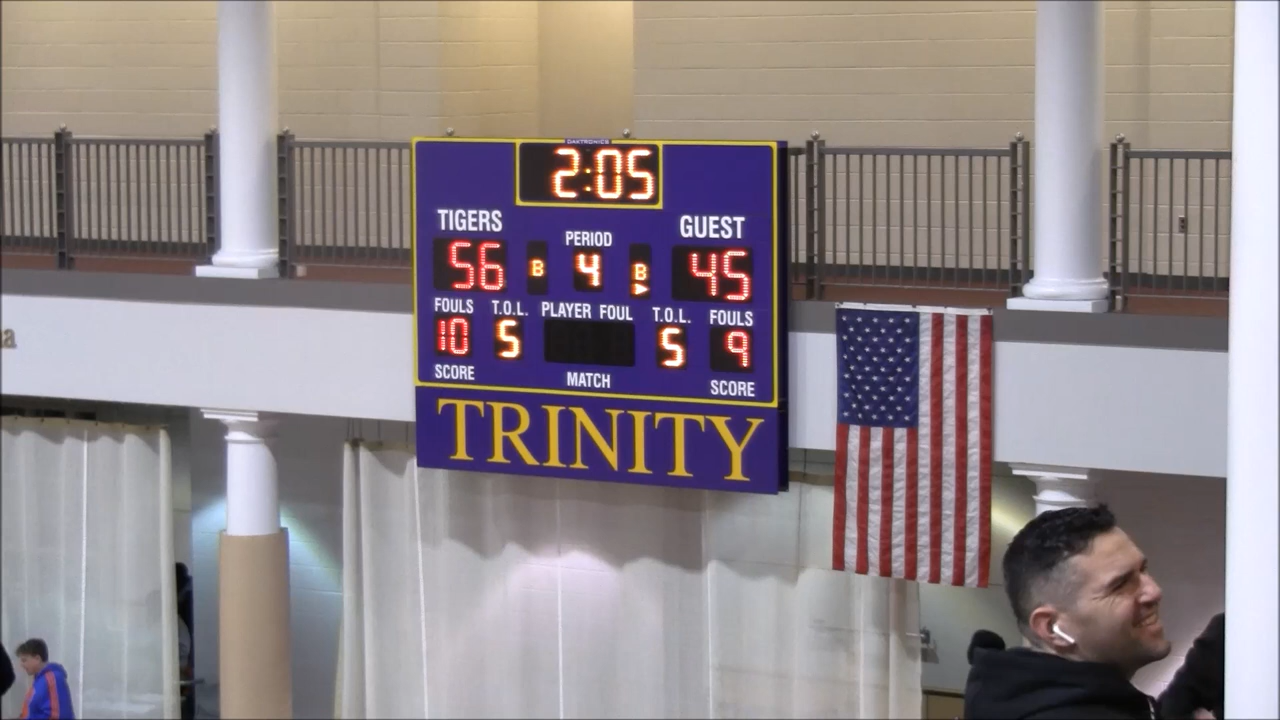 DAKTRONICS
2:05
TIGERS
GUEST
PERIOD
56 B 4 B 45
FOULS T.O.L. PLAYER FOUL T.O.L. FOULS
10 5 5 9
SCORE MATCH SCORE
TRINITY
a